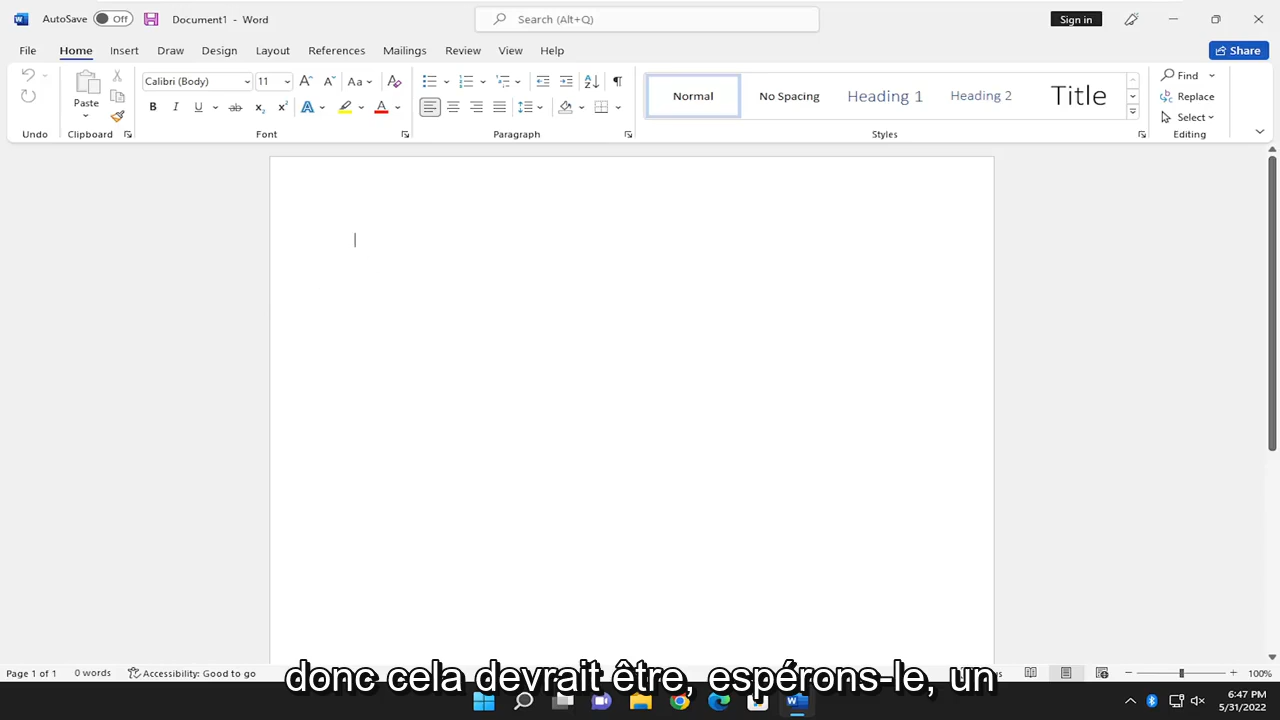 AutoSave Off Document1 - Word Search (Alt+Q) Sign in
File Home Insert Draw Design Layout References Mailings Review View Help Share
Paste Calibri (Body) 11 Aa Normal No Spacing Heading 1 Heading 2 Title Find
Replace
Select
Undo Clipboard Font Paragraph Styles Editing
Page 1 of 1 0 words Accessibility: Good to go 100%
donc cela devrait être, espérons-le, un
6:47 PM
5/31/2022